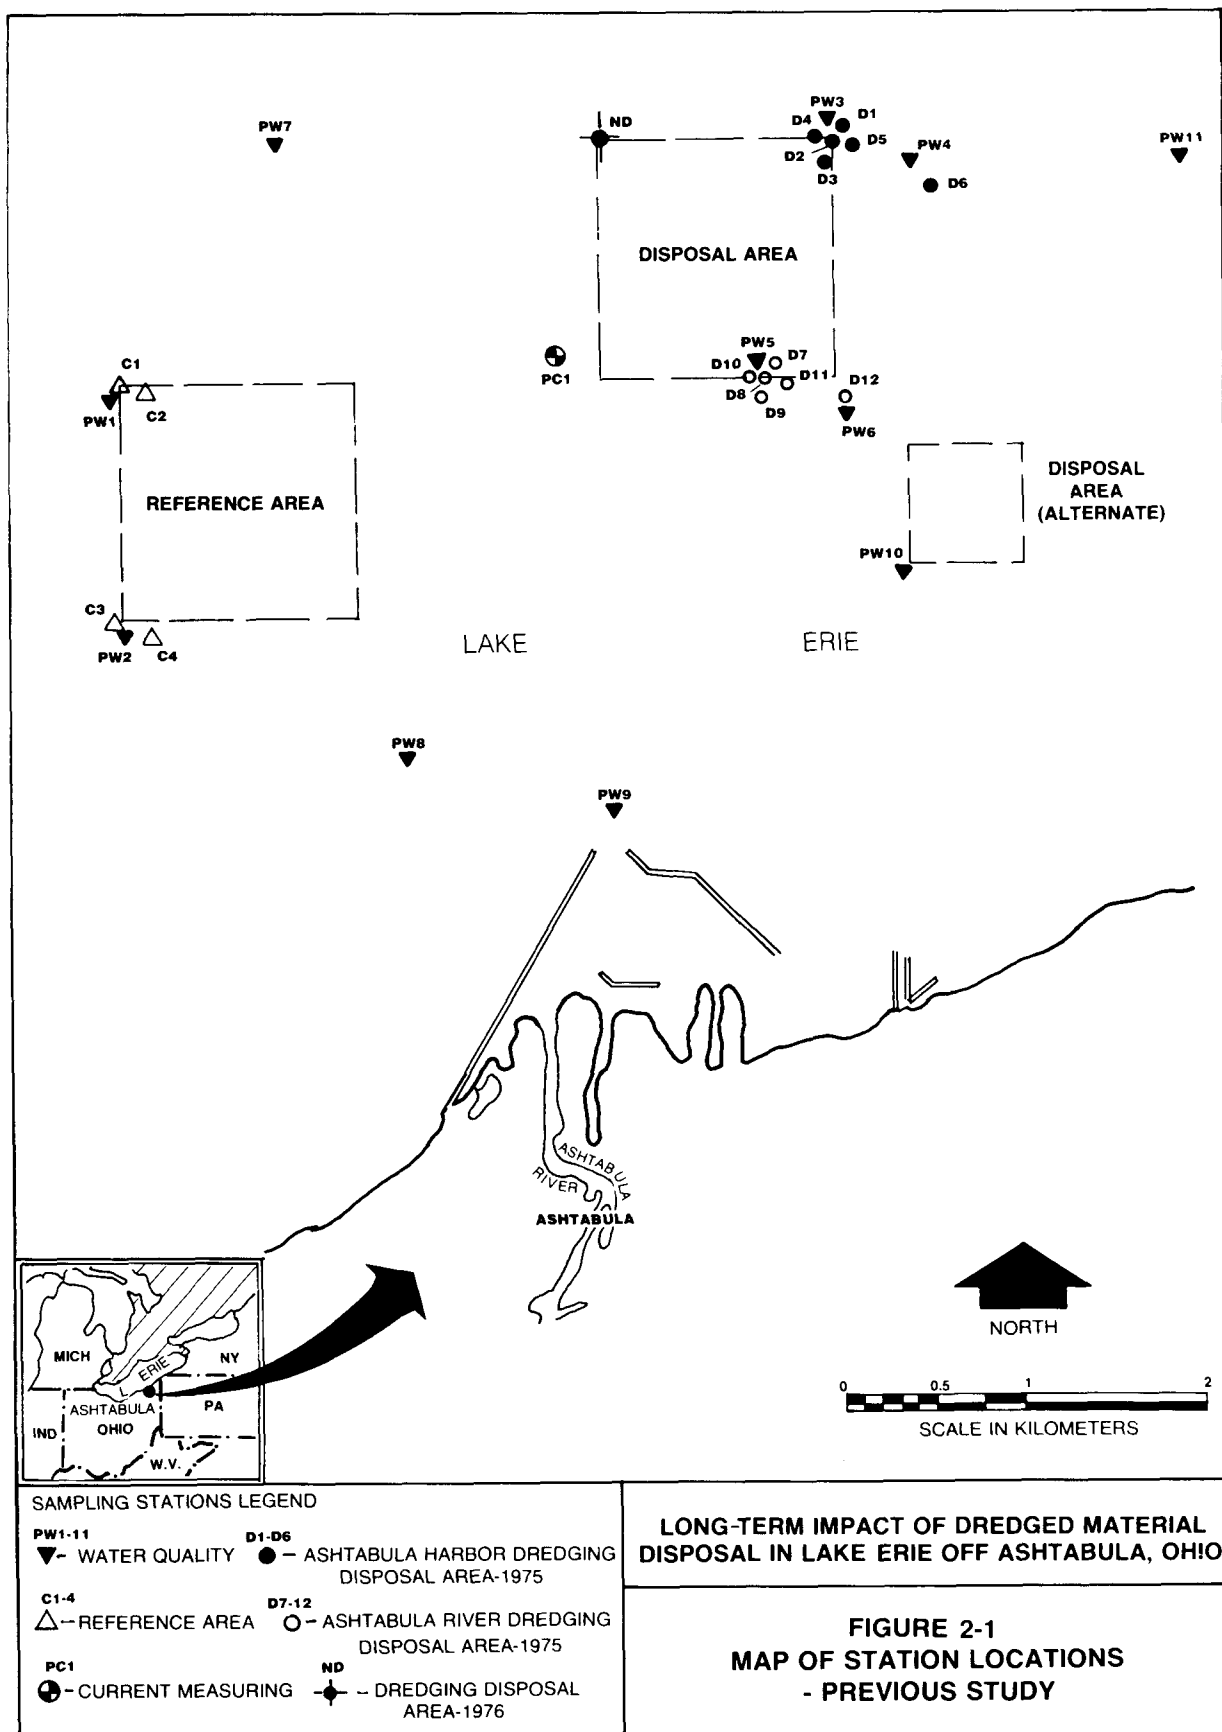 PW7
ND
PW3
D1
D4
D5
D2
D3
PW4
D6
PW11
DISPOSAL AREA
PC1
PW5
D7
D10
D11
D8
D9
D12
PW6
C1
C2
PW1
REFERENCE AREA
DISPOSAL
AREA
(ALTERNATE)
PW10
C3
PW2
C4
LAKE ERIE
PW8
PW9
ASHTABULA
RIVER
ASHTABULA
NORTH
0 0.5 1 2
SCALE IN KILOMETERS
MICH
NY
L. ERIE
ASHTABULA
PA
IND
OHIO
W.V.
SAMPLING STATIONS LEGEND
PW1-11
- WATER QUALITY
D1-D6
- ASHTABULA HARBOR DREDGING
DISPOSAL AREA-1975
C1-4
- REFERENCE AREA
D7-12
- ASHTABULA RIVER DREDGING
DISPOSAL AREA-1975
PC1
- CURRENT MEASURING
ND
- DREDGING DISPOSAL
AREA-1976
LONG-TERM IMPACT OF DREDGED MATERIAL
DISPOSAL IN LAKE ERIE OFF ASHTABULA, OHIO
FIGURE 2-1
MAP OF STATION LOCATIONS
- PREVIOUS STUDY